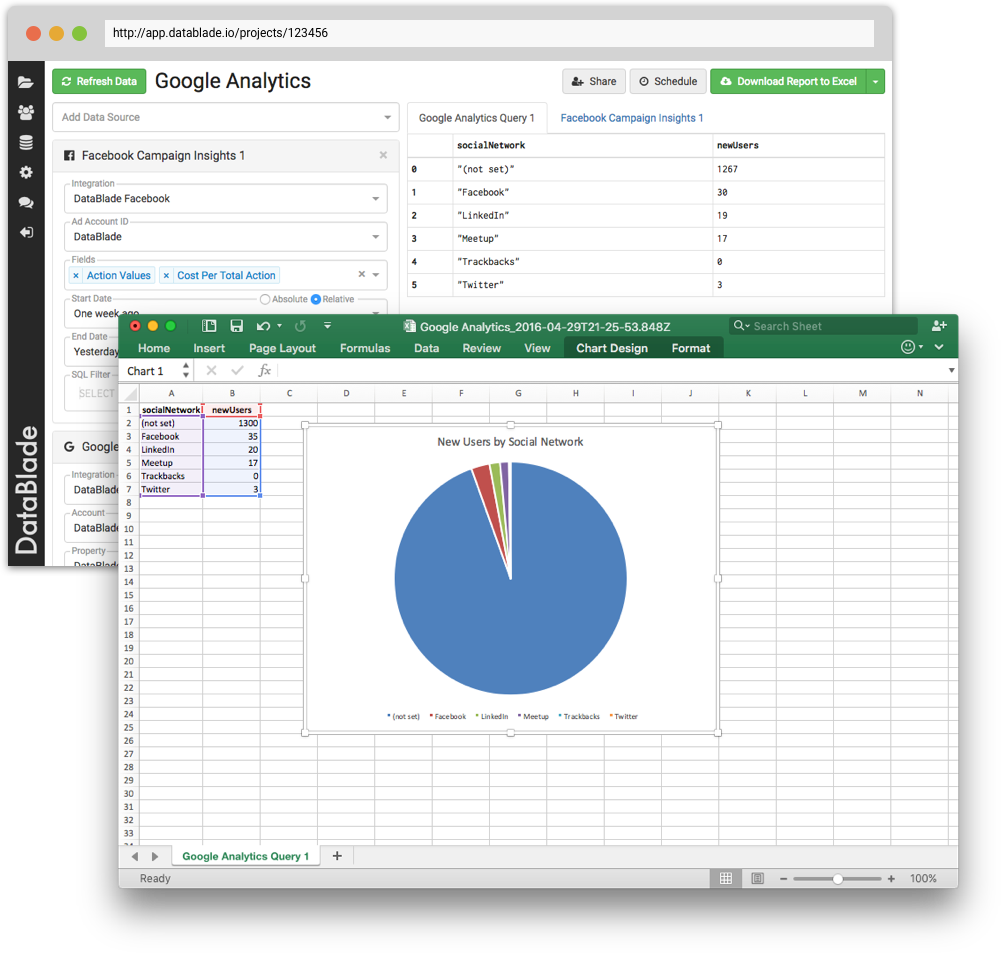 http://app.datablade.io/projects/123456
Refresh Data
Google Analytics
Share
Schedule
Download Report to Excel
Add Data Source
Facebook Campaign Insights 1
Integration
DataBlade Facebook
Ad Account ID
DataBlade
Fields
× Action Values × Cost Per Total Action
Start Date
Absolute Relative
One week ago
End Date
Yesterday
SQL Filter
SELECT
Google
Integration
DataBlade
Account
DataBlade
Property
DataBlade
DataBlade
Google Analytics Query 1 Facebook Campaign Insights 1
socialNetwork newUsers
0 "(not set)" 1267
1 "Facebook" 30
2 "LinkedIn" 19
3 "Meetup" 17
4 "Trackbacks" 0
5 "Twitter" 3
Google Analytics_2016-04-29T21-25-53.848Z
Search Sheet
Home Insert Page Layout Formulas Data Review View Chart Design Format
Chart 1 fx
A B C D E F G H I J K L M N
1 socialNetwork newUsers
2 (not set) 1300
3 Facebook 35
4 LinkedIn 20
5 Meetup 17
6 Trackbacks 0
7 Twitter 3
8
9
10
11
12
13
14
15
16
17
18
19
20
21
22
23
24
25
26
27
28
29
30
31
32
33
34
New Users by Social Network
(not set) Facebook LinkedIn Meetup Trackbacks Twitter
Google Analytics Query 1 +
Ready
100%